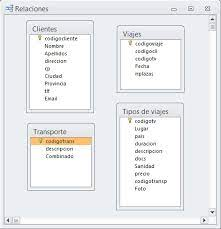 Relaciones
Clientes
codigocliente
Nombre
Apellidos
direccion
cp
Ciudad
Provincia
tlf
Email
Viajes
codigoviaje
codigocli
codigotv
Fecha
nplazas
Transporte
codigotrans
descripcion
Combinado
Tipos de viajes
codigotv
Lugar
pais
duracion
descripcion
docs
Sanidad
precio
codigotransp
Foto